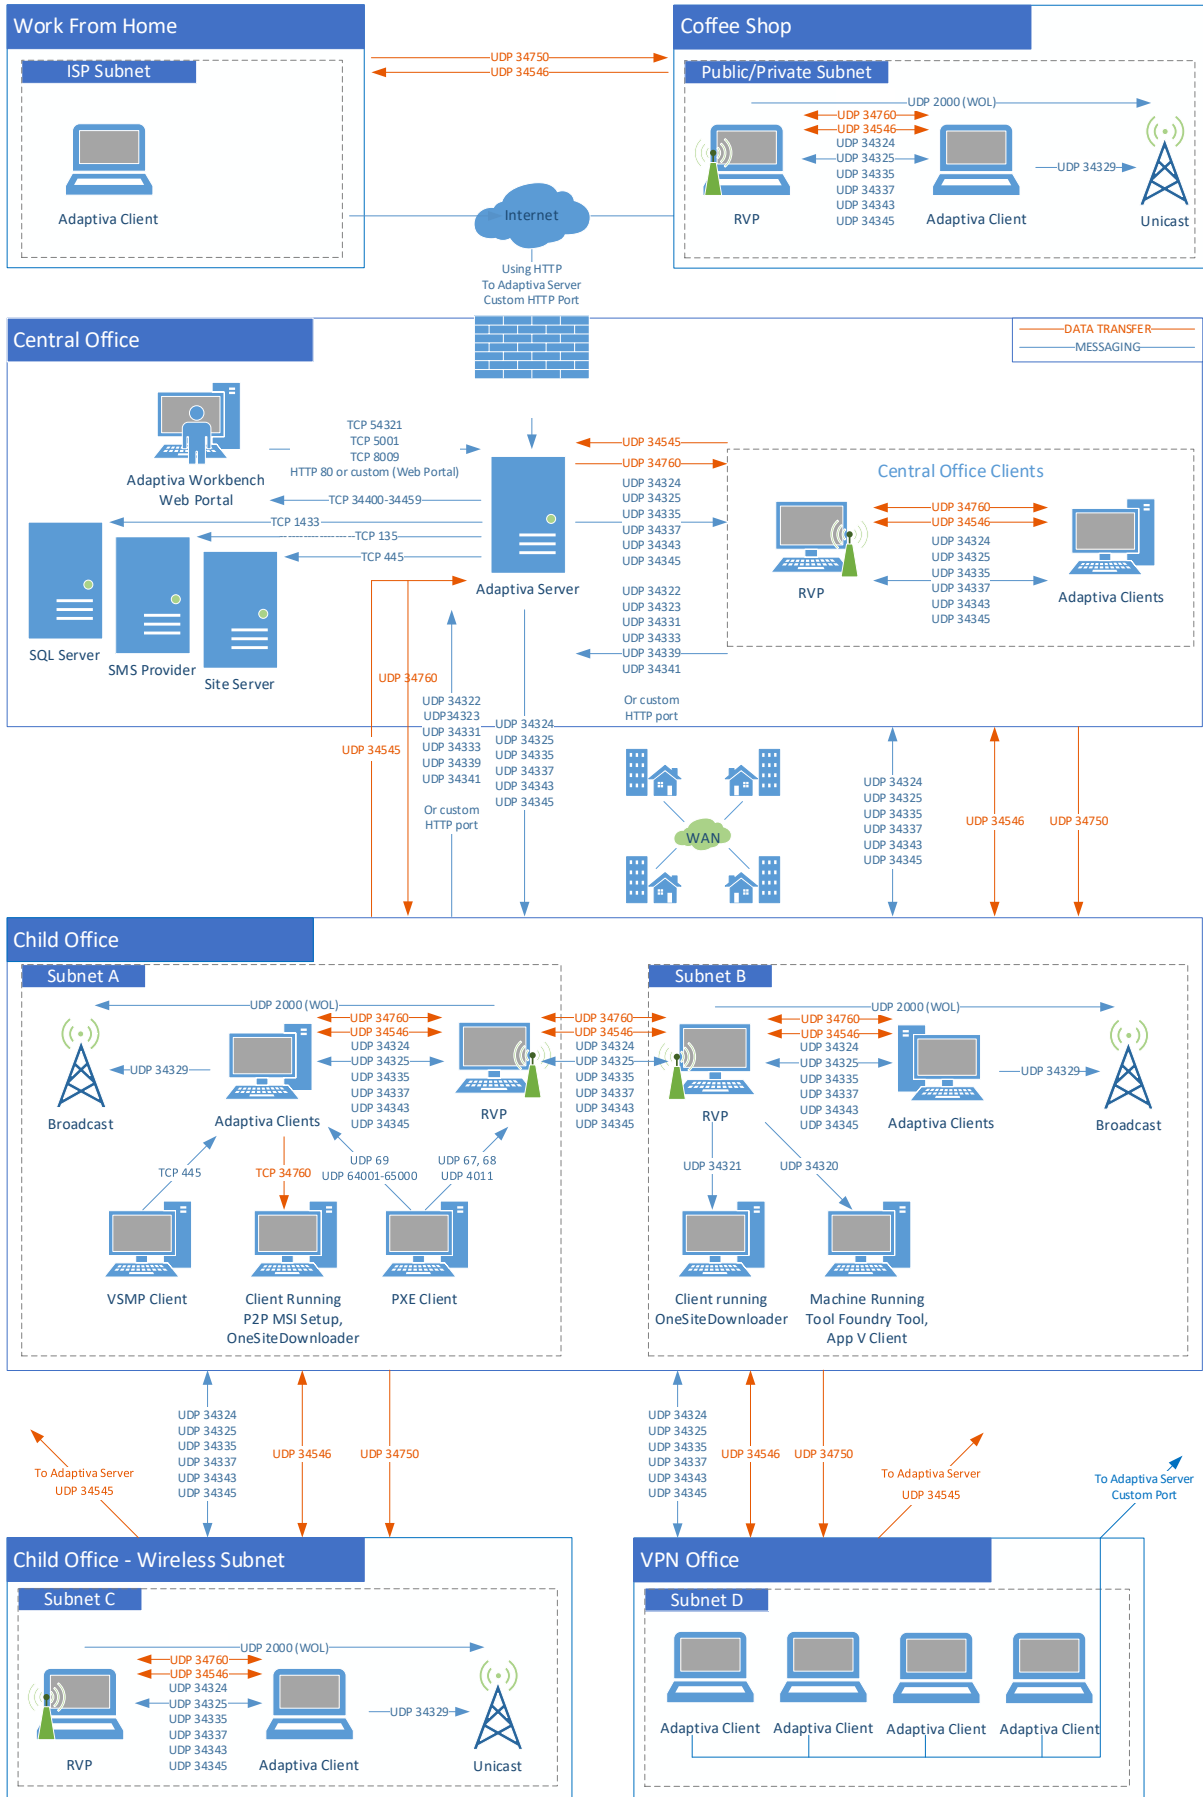 Work From Home
ISP Subnet
Adaptiva Client
UDP 34750
UDP 34546
Coffee Shop
Public/Private Subnet
UDP 2000 (WOL)
UDP 34760
UDP 34546
UDP 34324
UDP 34325
UDP 34335
UDP 34337
UDP 34343
UDP 34345
UDP 34329
RVP
Adaptiva Client
Unicast
Internet
Using HTTP
To Adaptiva Server
Custom HTTP Port
Central Office
DATA TRANSFER
MESSAGING
Adaptiva Workbench
Web Portal
TCP 54321
TCP 5001
TCP 8009
HTTP 80 or custom (Web Portal)
TCP 34400-34459
TCP 1433
TCP 135
TCP 445
SQL Server
SMS Provider
Site Server
Adaptiva Server
UDP 34545
UDP 34760
UDP 34324
UDP 34325
UDP 34335
UDP 34337
UDP 34343
UDP 34345
UDP 34322
UDP 34323
UDP 34331
UDP 34333
UDP 34339
UDP 34341
Or custom
HTTP port
Central Office Clients
UDP 34760
UDP 34546
UDP 34324
UDP 34325
UDP 34335
UDP 34337
UDP 34343
UDP 34345
RVP
Adaptiva Clients
UDP 34760
UDP 34545
UDP 34322
UDP34323
UDP 34331
UDP 34333
UDP 34339
UDP 34341
Or custom
HTTP port
UDP 34324
UDP 34325
UDP 34335
UDP 34337
UDP 34343
UDP 34345
WAN
UDP 34324
UDP 34325
UDP 34335
UDP 34337
UDP 34343
UDP 34345
UDP 34546
UDP 34750
Child Office
Subnet A
UDP 2000 (WOL)
UDP 34760
UDP 34546
UDP 34324
UDP 34325
UDP 34335
UDP 34337
UDP 34343
UDP 34345
UDP 34329
Broadcast
Adaptiva Clients
RVP
UDP 34760
UDP 34546
UDP 34324
UDP 34325
UDP 34335
UDP 34337
UDP 34343
UDP 34345
TCP 445
TCP 34760
UDP 69
UDP 64001-65000
UDP 67, 68
UDP 4011
VSMP Client
Client Running
P2P MSI Setup,
OneSiteDownloader
PXE Client
Subnet B
UDP 2000 (WOL)
UDP 34760
UDP 34546
UDP 34324
UDP 34325
UDP 34335
UDP 34337
UDP 34343
UDP 34345
UDP 34329
RVP
Adaptiva Clients
Broadcast
UDP 34321
UDP 34320
Client running
OneSiteDownloader
Machine Running
Tool Foundry Tool,
App V Client
UDP 34324
UDP 34325
UDP 34335
UDP 34337
UDP 34343
UDP 34345
UDP 34546
UDP 34750
To Adaptiva Server
UDP 34545
UDP 34324
UDP 34325
UDP 34335
UDP 34337
UDP 34343
UDP 34345
UDP 34546
UDP 34750
To Adaptiva Server
UDP 34545
To Adaptiva Server
Custom Port
Child Office - Wireless Subnet
Subnet C
UDP 2000 (WOL)
UDP 34760
UDP 34546
UDP 34324
UDP 34325
UDP 34335
UDP 34337
UDP 34343
UDP 34345
UDP 34329
RVP
Adaptiva Client
Unicast
VPN Office
Subnet D
Adaptiva Client
Adaptiva Client
Adaptiva Client
Adaptiva Client